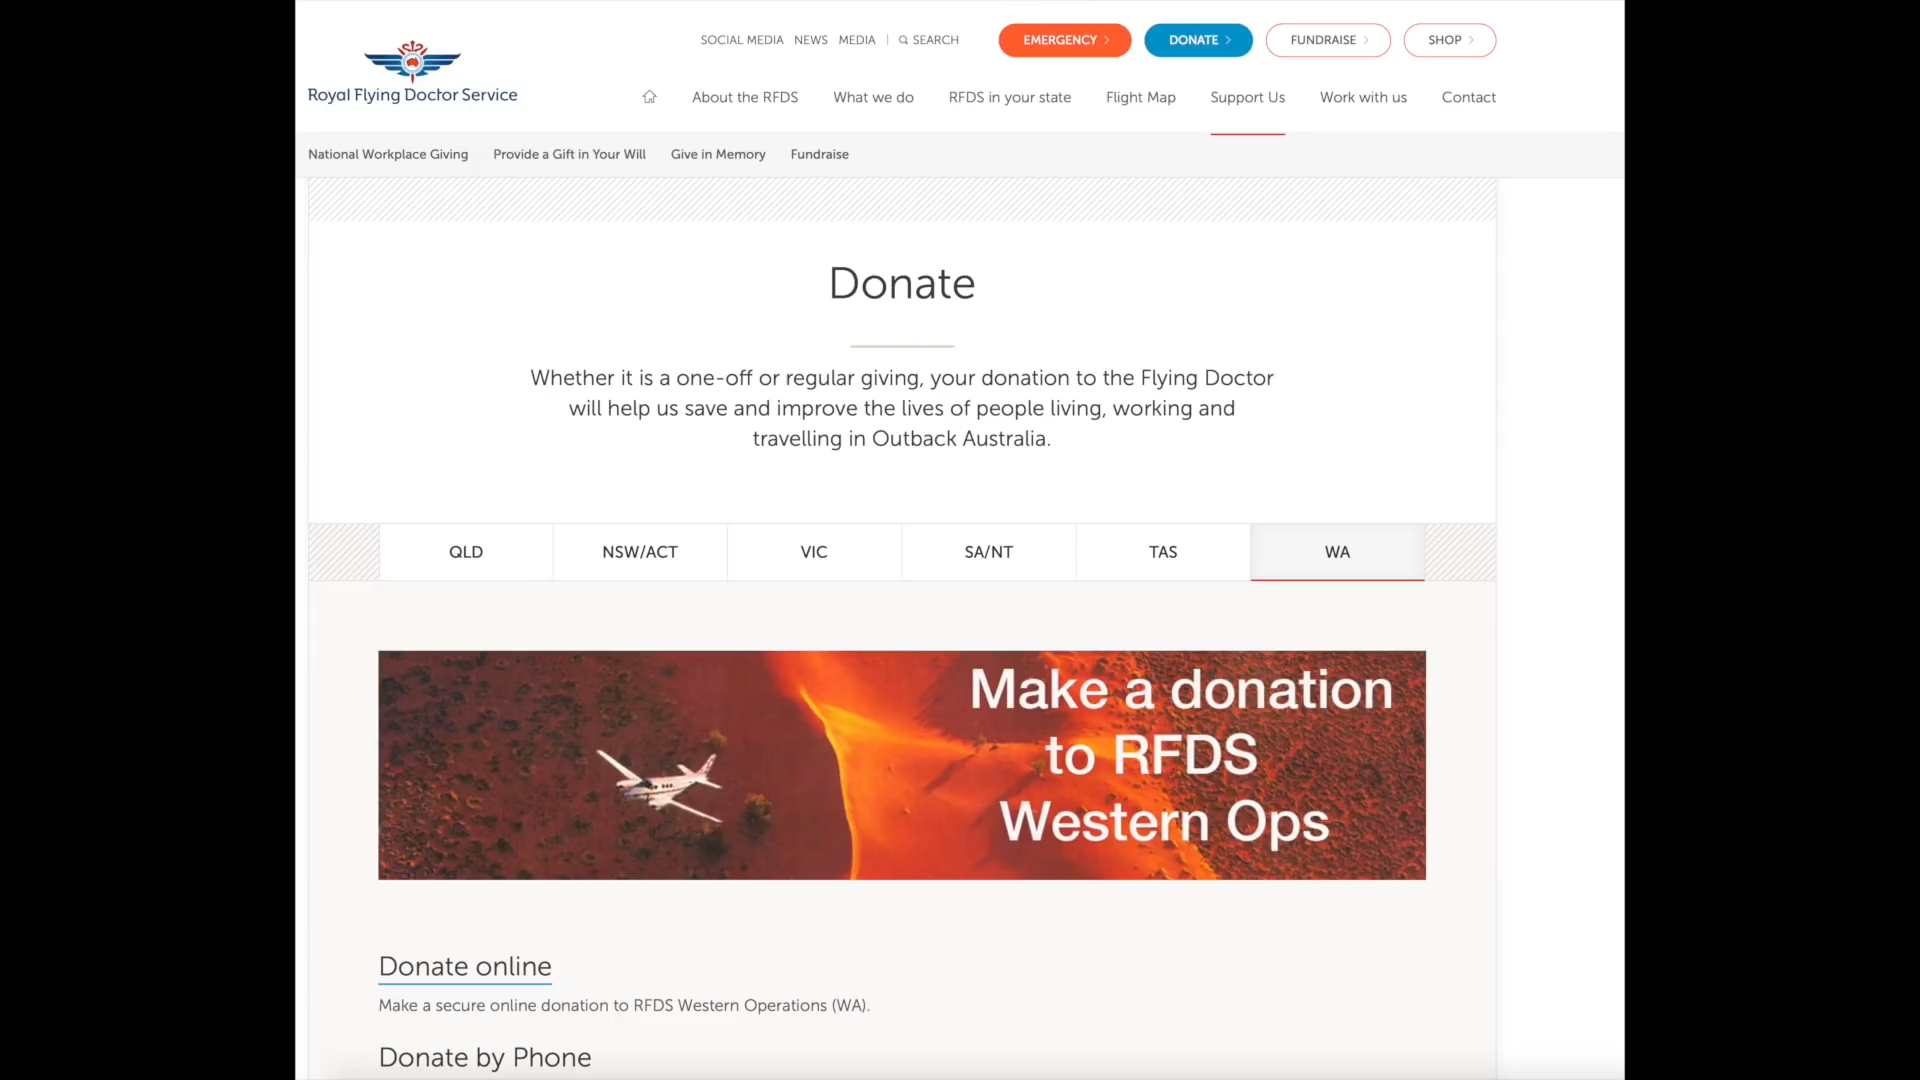 SOCIAL MEDIA NEWS MEDIA | SEARCH EMERGENCY DONATE FUNDRAISE SHOP
Royal Flying Doctor Service
About the RFDS What we do RFDS in your state Flight Map Support Us Work with us Contact
National Workplace Giving Provide a Gift in Your Will Give in Memory Fundraise
Donate
Whether it is a one-off or regular giving, your donation to the Flying Doctor
will help us save and improve the lives of people living, working and
travelling in Outback Australia.
QLD NSW/ACT VIC SA/NT TAS WA
Make a donation
to RFDS
Western Ops
Donate online
Make a secure online donation to RFDS Western Operations (WA).
Donate by Phone